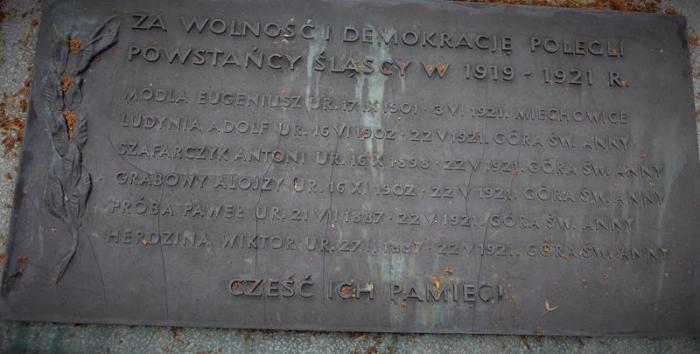 ZA WOLNOŚĆ I DEMOKRACJĘ POLEGLI
POWSTAŃCY ŚLĄSCY W 1919 - 1921 R.
MODLA EUGENIUSZ UR. 17 X 1901 - 3 VI 1921. MIECHOWICE
LUDYNIA ADOLF UR. 16 VI 1902 - 22 V 1921. GÓRA ŚW. ANNY
SZAFARCZYK ANTONI UR. 16 X 1898 - 22 V 1921. GÓRA ŚW. ANNY
GRABOWY ALOJZY UR. 16 XI 1902 - 22 V 1921. GÓRA ŚW. ANNY
PRÓBA PAWEŁ UR. 21 VII 1887 - 22 V 1921. GÓRA ŚW. ANNY
HERDZINA WIKTOR UR. 1887 - 22 V 1921. GÓRA ŚW. ANNY
CZEŚĆ ICH PAMIĘCI